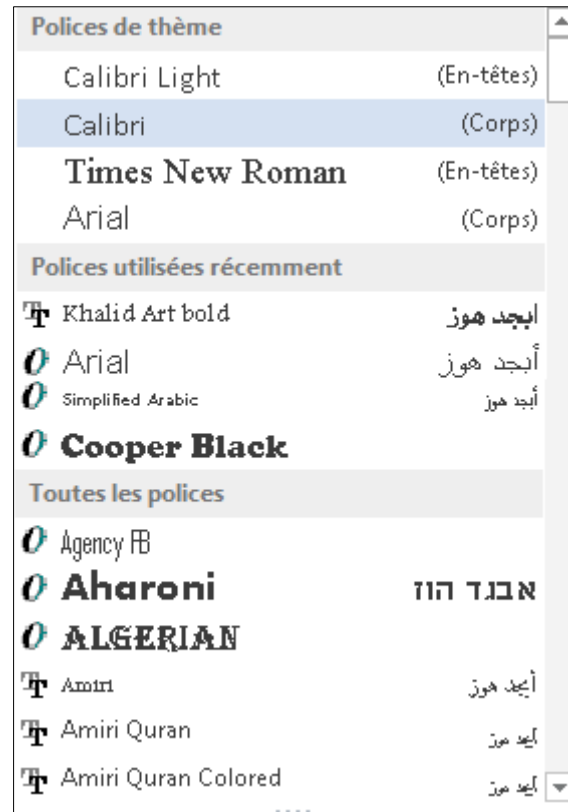 Polices de thème
Calibri Light (En-têtes)
Calibri (Corps)
Times New Roman (En-têtes)
Arial (Corps)
Polices utilisées récemment
Khalid Art bold ابجد هوز
Arial أبجد هوز
Simplified Arabic أبجد هوز
Cooper Black
Toutes les polices
Agency FB
Aharoni אבגד הוז
ALGERIAN
Amiri أبجد هوز
Amiri Quran أبجد هوز
Amiri Quran Colored أبجد هوز